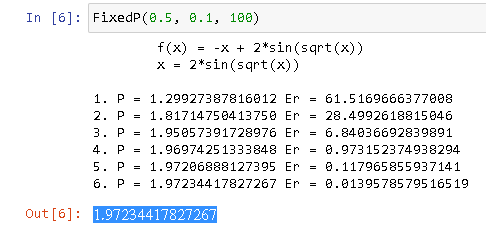 In [6]: FixedP(0.5, 0.1, 100)
f(x) = -x + 2*sin(sqrt(x))
x = 2*sin(sqrt(x))
1. P = 1.29927387816012 Er = 61.5169666377008
2. P = 1.81714750413750 Er = 28.4992618815046
3. P = 1.95057391728976 Er = 6.84036692839891
4. P = 1.96974251333848 Er = 0.973152374938294
5. P = 1.97206888127395 Er = 0.117965855937141
6. P = 1.97234417827267 Er = 0.0139578579516519
Out[6]: 1.97234417827267